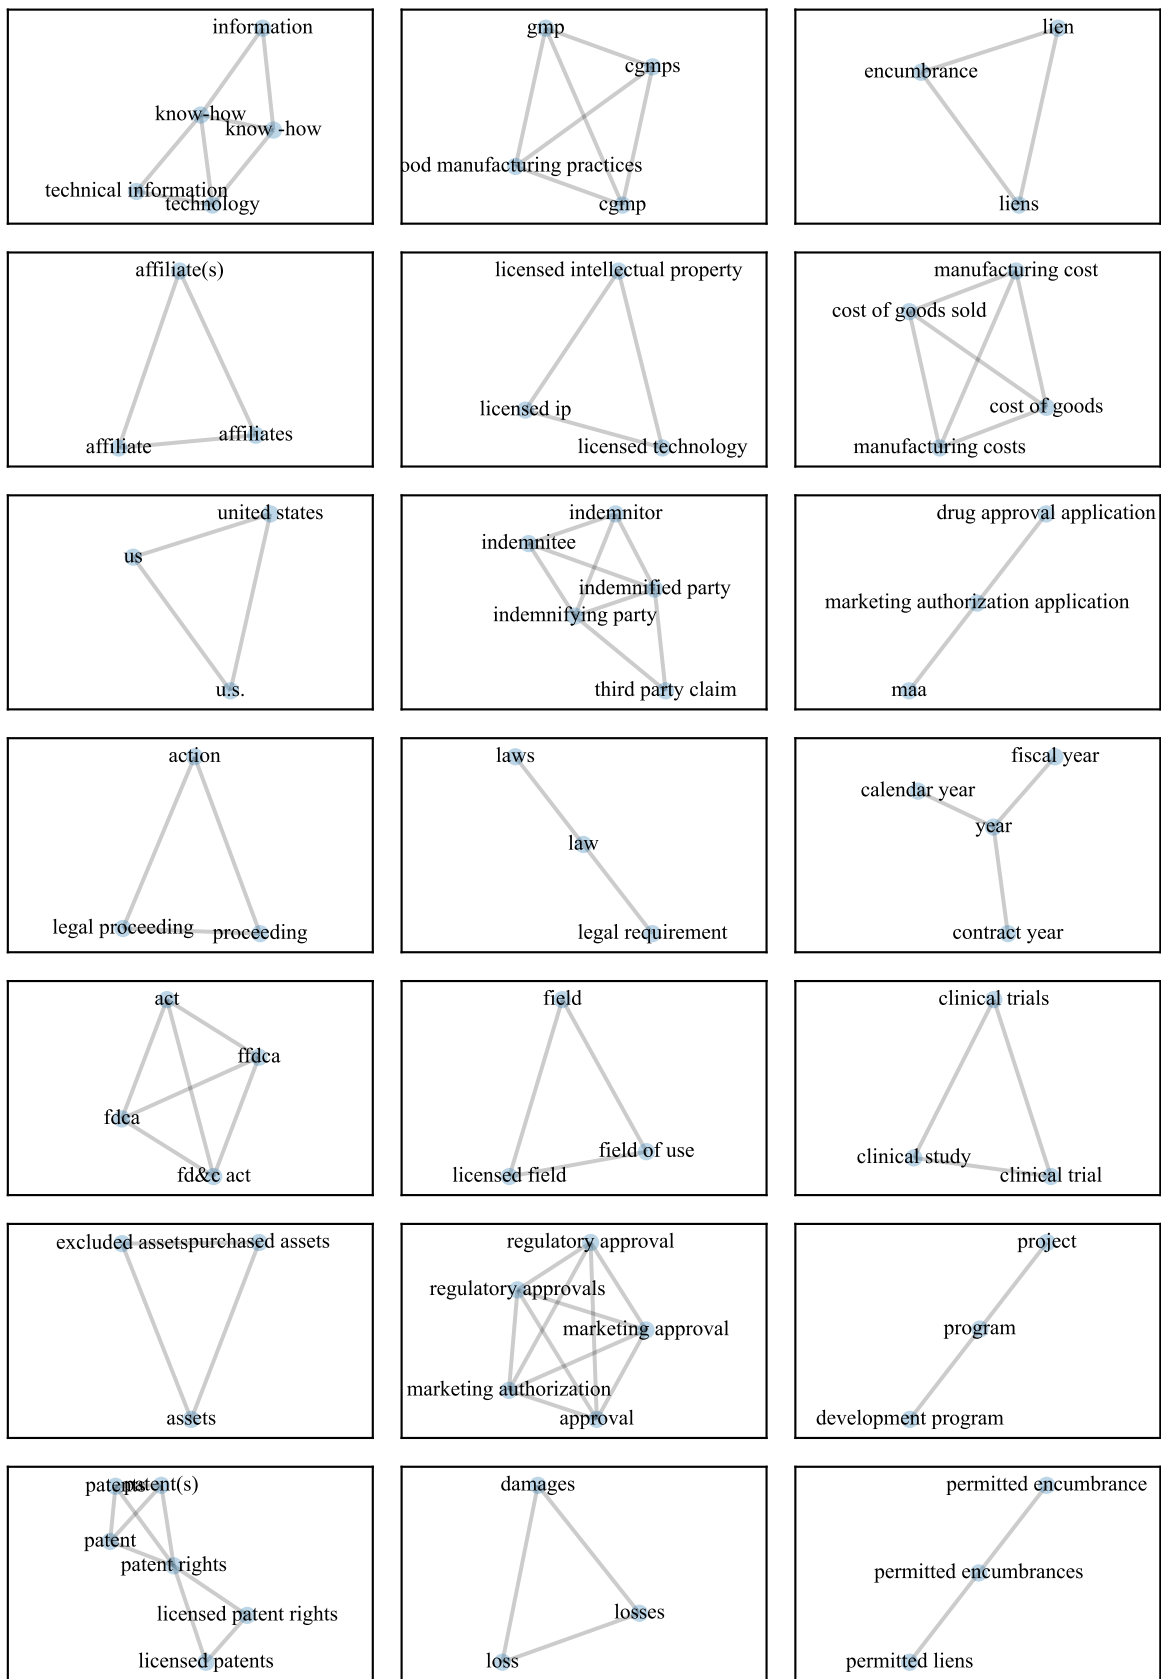 information
know-how
know -how
technical information
technology
gmp
cgmps
ood manufacturing practices
cgmp
lien
encumbrance
liens
affiliate(s)
affiliates
affiliate
licensed intellectual property
licensed ip
licensed technology
manufacturing cost
cost of goods sold
cost of goods
manufacturing costs
united states
us
u.s.
indemnitor
indemnitee
indemnified party
indemnifying party
third party claim
drug approval application
marketing authorization application
maa
action
legal proceeding
proceeding
laws
law
legal requirement
fiscal year
calendar year
year
contract year
act
ffdca
fdca
fd&c act
field
field of use
licensed field
clinical trials
clinical study
clinical trial
excluded assets
purchased assets
assets
regulatory approval
regulatory approvals
marketing approval
marketing authorization
approval
project
program
development program
patents
patent(s)
patent
patent rights
licensed patent rights
licensed patents
damages
losses
loss
permitted encumbrance
permitted encumbrances
permitted liens